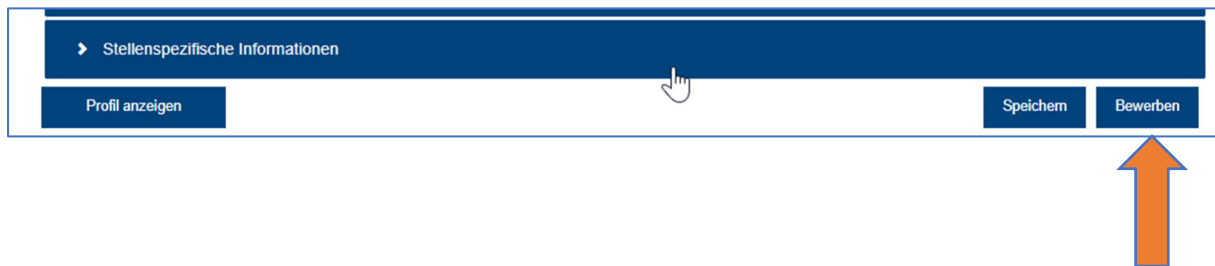 Stellenspezifische Informationen
Profil anzeigen
Speichern
Bewerben